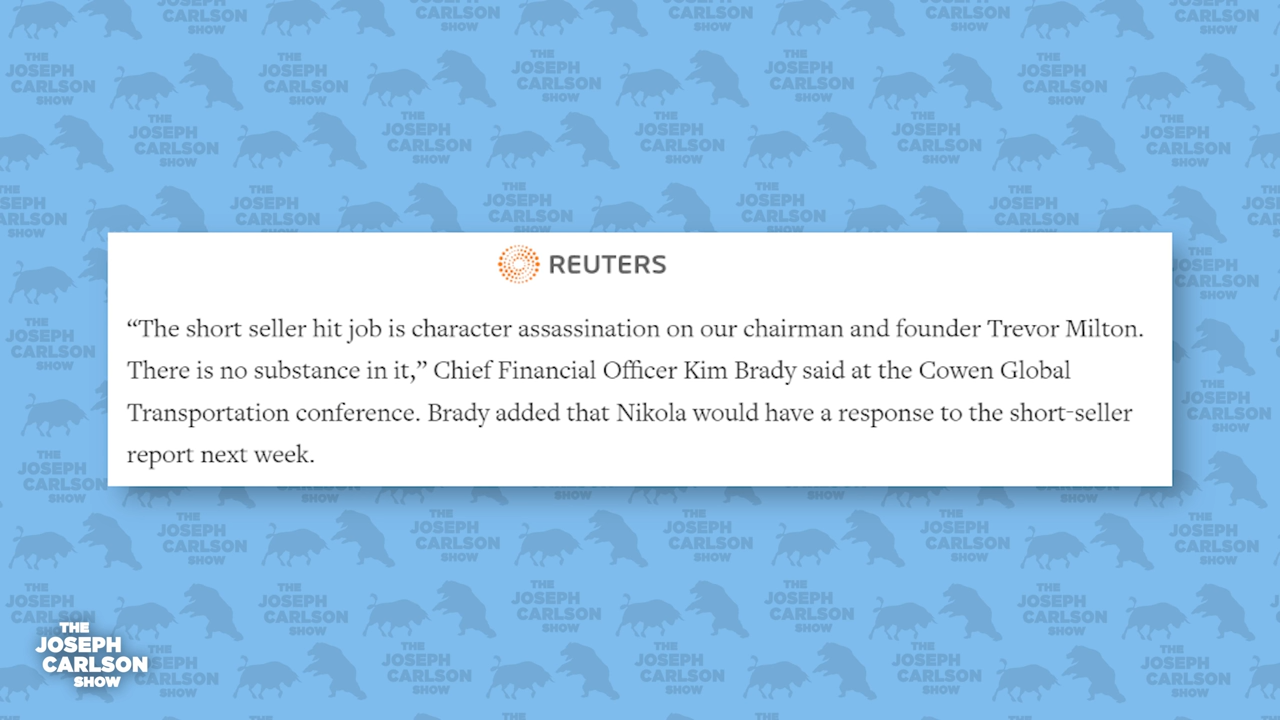 REUTERS
“The short seller hit job is character assassination on our chairman and founder Trevor Milton.
There is no substance in it,” Chief Financial Officer Kim Brady said at the Cowen Global
Transportation conference. Brady added that Nikola would have a response to the short-seller
report next week.
THE
JOSEPH
CARLSON
SHOW